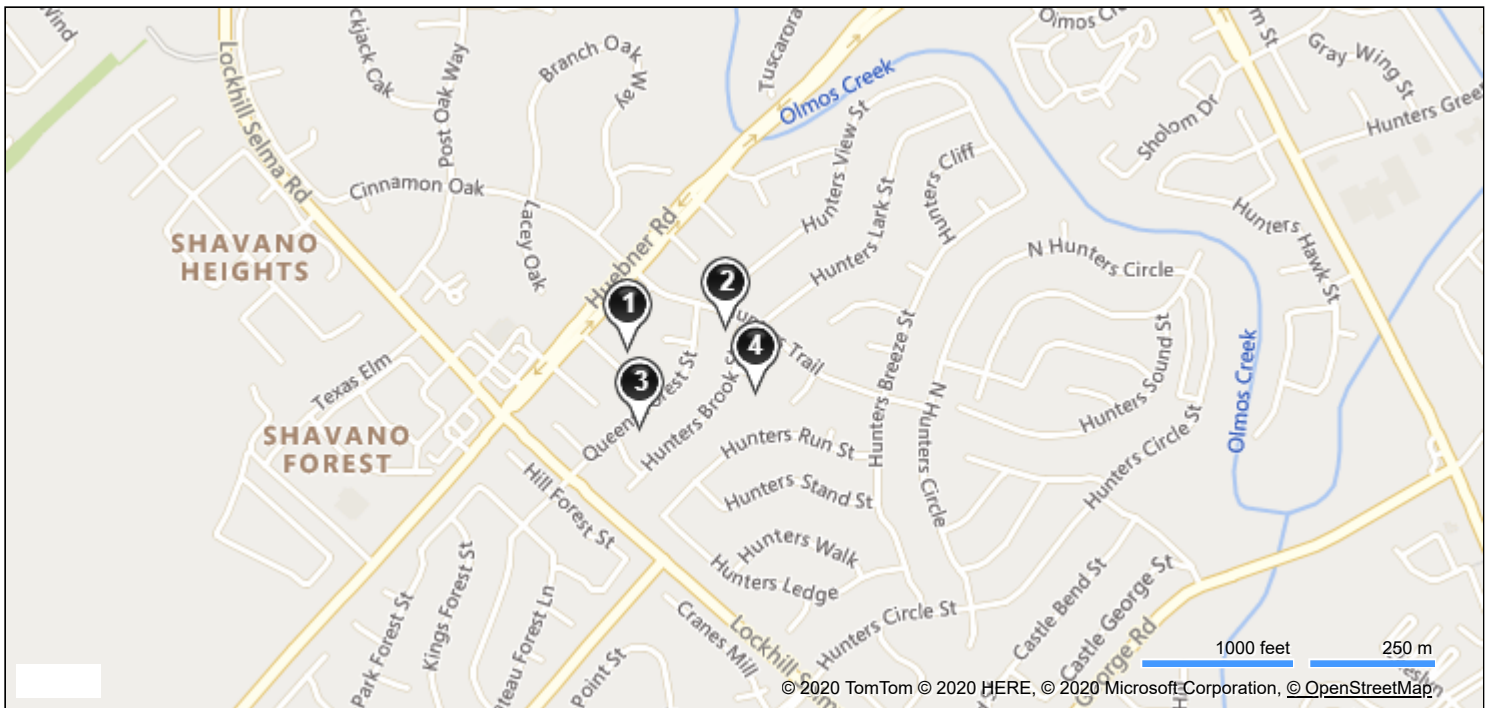 Wind
Lockhill Selma Rd
ckjack Oak
Post Oak Way
Branch Oak Way
Tuscarora
Olmos Creek
Olmos Cr
m St
Gray Wing St
Hunters Gree
Sholom Dr
Cinnamon Oak
Lacey Oak
Huebner Rd
Hunters View St
Hunters Lark St
Hunters Cliff
N Hunters Circle
Hunters Hawk St
SHAVANO
HEIGHTS
1
2
3
4
Hunters Trail
Texas Elm
SHAVANO
FOREST
Queens Forest St
Hunters Brook S
Hunters Breeze St
Hunters Sound St
N Hunters Circle
Hunters Circle St
Olmos Creek
Hunters Run St
Hunters Stand St
Hunters Walk
Hunters Ledge
Hill Forest St
Park Forest St
Kings Forest St
teau Forest Ln
Point St
Cranes Mill
Lockhill Selm
Hunters Circle St
Castle Bend St
Castle George St
George Rd
1000 feet
250 m
© 2020 TomTom © 2020 HERE, © 2020 Microsoft Corporation, © OpenStreetMap